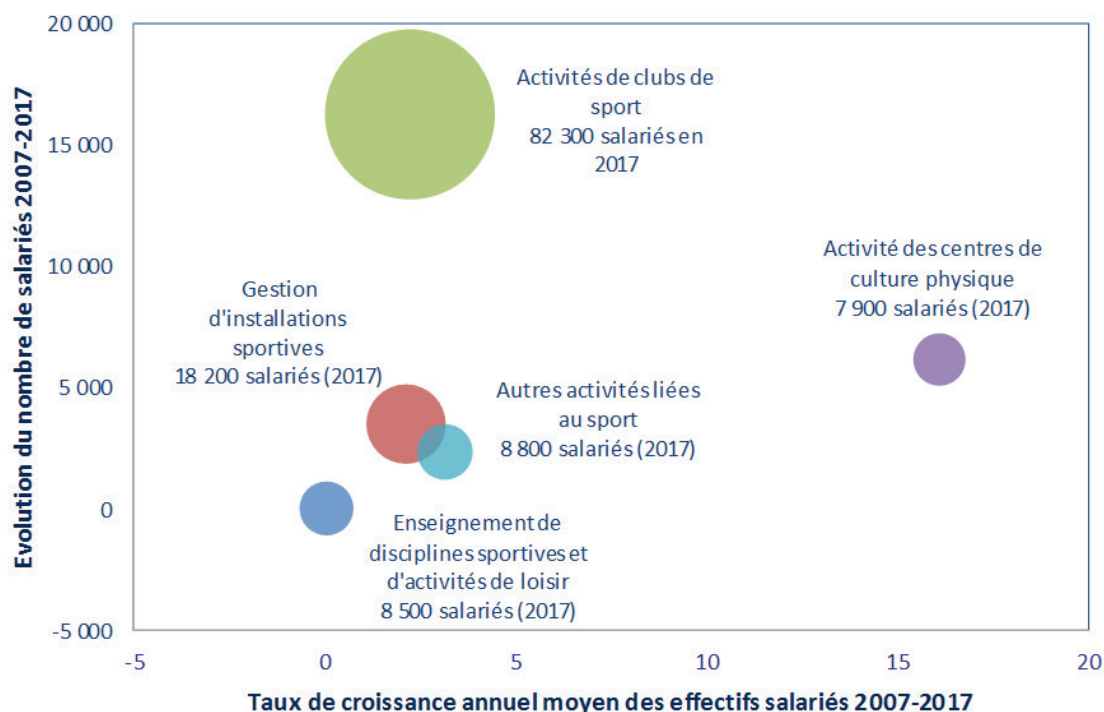 20 000
15 000
10 000
5 000
0
-5 000
Evolution du nombre de salariés 2007-2017
Activités de clubs de
sport
82 300 salariés en
2017
Activité des centres de
culture physique
7 900 salariés (2017)
Gestion
d'installations
sportives
18 200 salariés (2017)
Autres activités liées
au sport
8 800 salariés (2017)
Enseignement de
disciplines sportives et
d'activités de loisir
8 500 salariés (2017)
-5
0
5
10
15
20
Taux de croissance annuel moyen des effectifs salariés 2007-2017